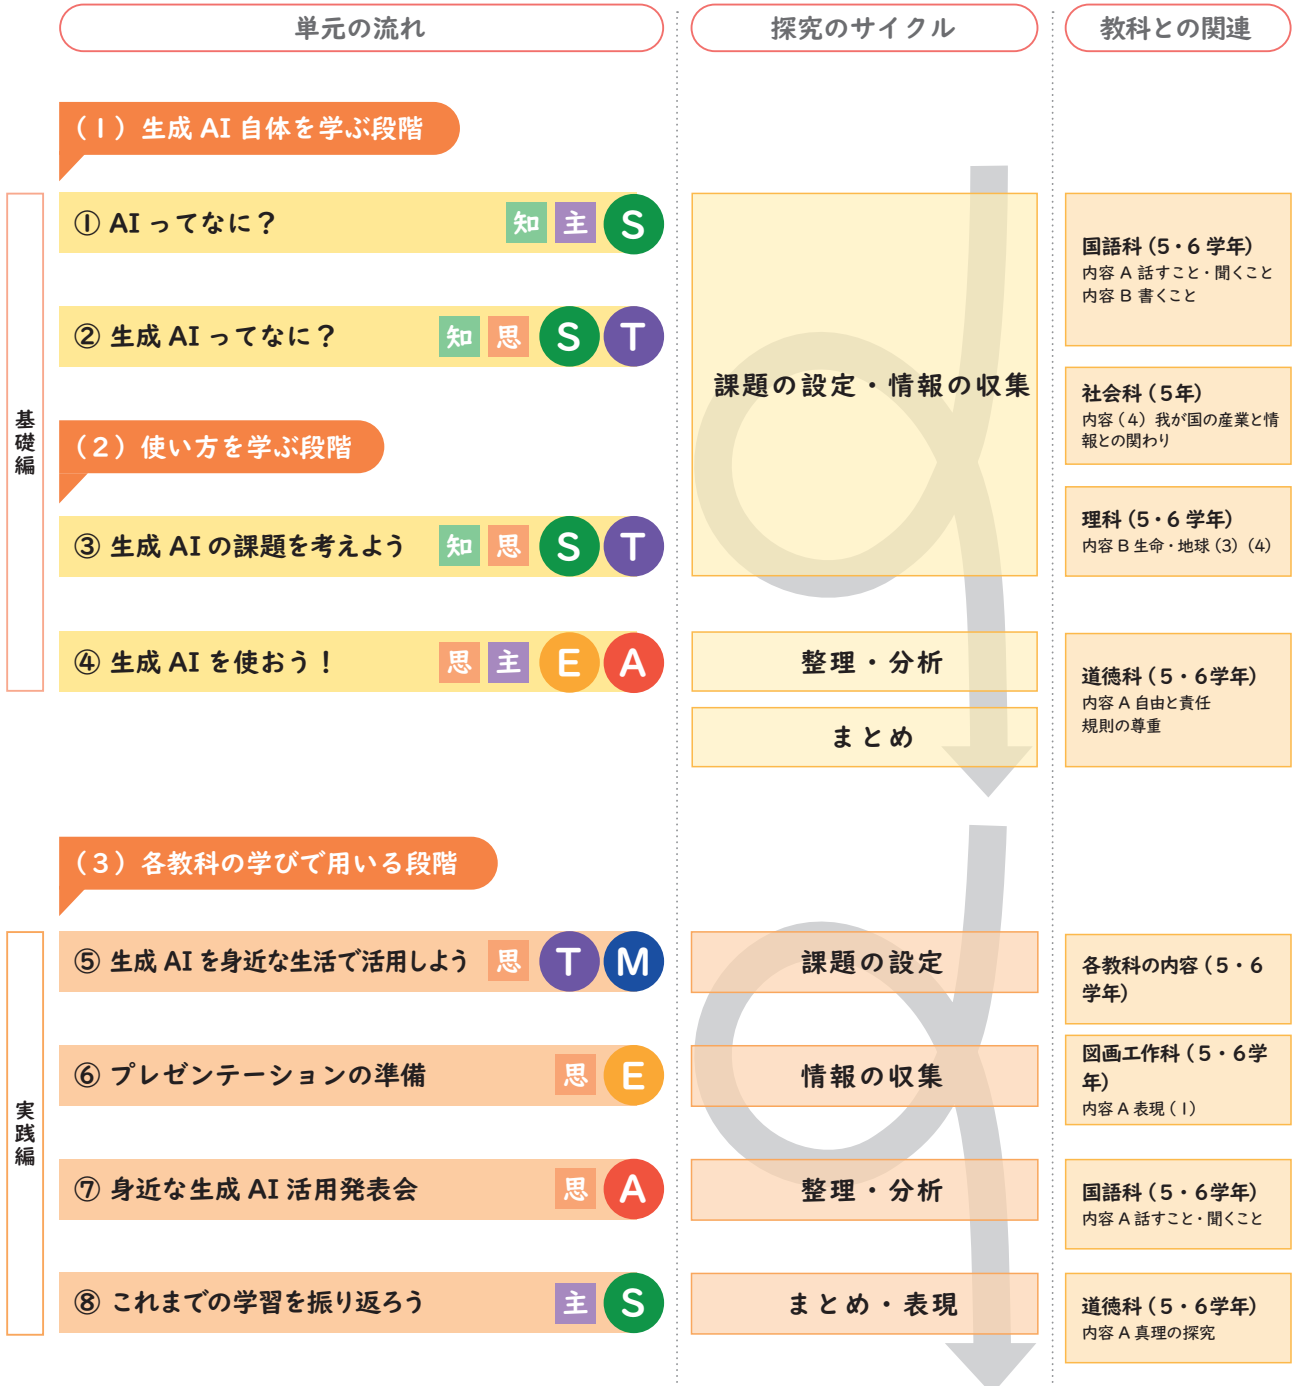 単元の流れ
探究のサイクル
教科との関連
(1) 生成 AI 自体を学ぶ段階
基礎編
① AI ってなに？ 知 主 S
② 生成 AI ってなに？ 知 思 S T
(2) 使い方を学ぶ段階
③ 生成 AI の課題を考えよう 知 思 S T
④ 生成 AI を使おう！ 思 主 E A
課題の設定・情報の収集
整理・分析
まとめ
国語科（5・6 学年）
内容 A 話すこと・聞くこと
内容 B 書くこと
社会科（5年）
内容（4）我が国の産業と情
報との関わり
理科（5・6 学年）
内容 B 生命・地球（3）（4）
道徳科（5・6学年）
内容 A 自由と責任
規則の尊重
(3) 各教科の学びで用いる段階
実践編
⑤ 生成 AI を身近な生活で活用しよう 思 T M
⑥ プレゼンテーションの準備 思 E
⑦ 身近な生成 AI 活用発表会 思 A
⑧ これまでの学習を振り返ろう 主 S
課題の設定
情報の収集
整理・分析
まとめ・表現
各教科の内容（5・6
学年）
図画工作科（5・6学
年）
内容 A 表現（1）
国語科（5・6学年）
内容 A 話すこと・聞くこと
道徳科（5・6学年）
内容 A 真理の探究